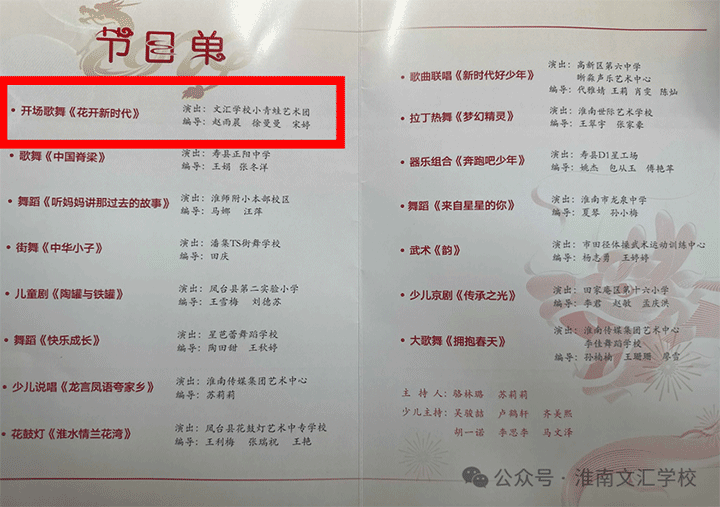 节目单
• 开场歌舞《花开新时代》 演出：文汇学校小青蛙艺术团
编导：赵雨晨 徐曼曼 宋婷
• 歌舞《中国脊梁》 演出：寿县正阳中学
编导：王娟 张冬洋
• 舞蹈《听妈妈讲那过去的故事》 演出：淮师附小本部校区
编导：马娜 汪萍
• 街舞《中华小子》 演出：潘集TS街舞学校
编导：田庆
• 儿童剧《陶罐与铁罐》 演出：凤台县第二实验小学
编导：王雪梅 刘德苏
• 舞蹈《快乐成长》 演出：星芭蕾舞蹈学校
编导：陶田甜 王秋婷
• 少儿说唱《龙言凤语夸家乡》 演出：淮南传媒集团艺术中心
编导：苏莉莉
• 花鼓灯《淮水情兰花湾》 演出：凤台县花鼓灯艺术中专学校
编导：王利梅 张瑞祝 王艳
• 歌曲联唱《新时代好少年》 演出：高新区第六中学
晰淼声乐艺术中心
编导：代雅婧 王莉 肖雯 陈灿
• 拉丁热舞《梦幻精灵》 演出：淮南世际艺术学校
编导：王翠宇 张家豪
• 器乐组合《奔跑吧少年》 演出：寿县D1星工场
编导：姚杰 包从玉 傅艳苹
• 舞蹈《来自星星的你》 演出：淮南市龙泉中学
编导：夏琴 孙小梅
• 武术《韵》 演出：市田径体操武术运动训练中心
编导：杨志勇 王婷婷
• 少儿京剧《传承之光》 演出：田家庵区第十六小学
编导：李君 赵敏 孟庆洪
• 大歌舞《拥抱春天》 演出：淮南传媒集团艺术中心
李佳舞蹈学校
编导：孙楠楠 王珊珊 廖雪
主持人：骆林璐 苏莉莉
少儿主持：吴骏喆 卢鹤轩 齐美熙
胡一诺 李思李 马文泽
公众号·淮南文汇学校